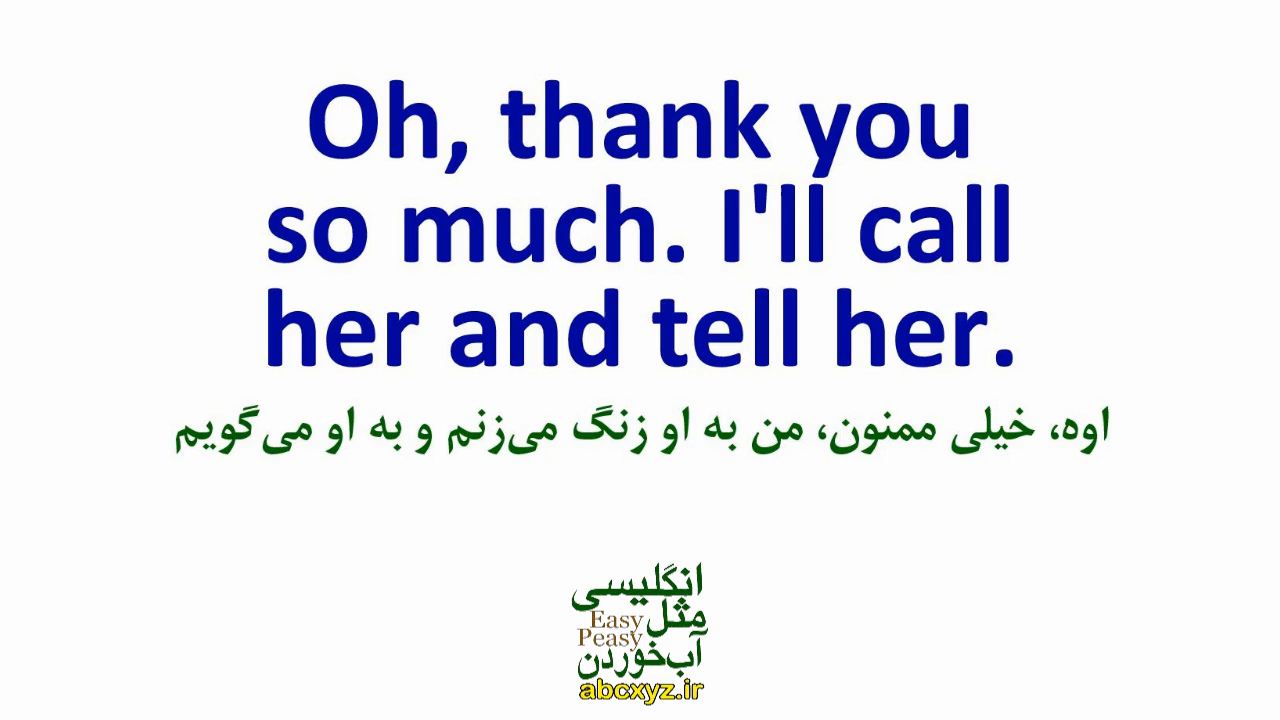 Oh, thank you
so much. I'll call
her and tell her.
اوه، خیلی ممنون، من به او زنگ می‌زنم و به او می‌گویم
انگلیسی
مثل
Easy
Peasy
آب‌خوردن
abcxyz.ir